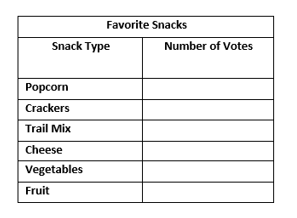 Favorite Snacks
Snack Type Number of Votes
Popcorn
Crackers
Trail Mix
Cheese
Vegetables
Fruit